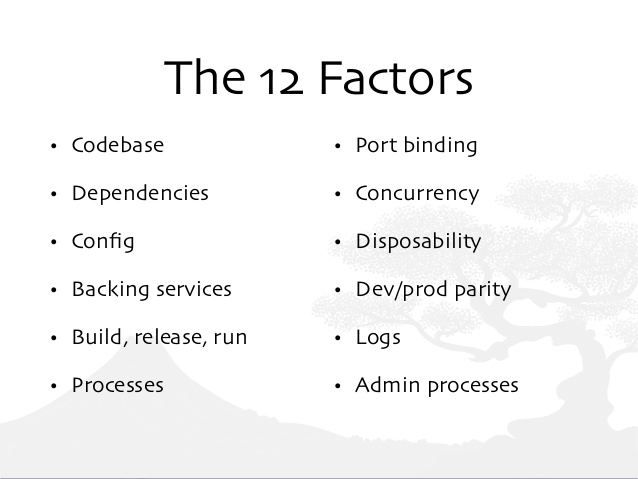 The 12 Factors
• Codebase
• Dependencies
• Config
• Backing services
• Build, release, run
• Processes
• Port binding
• Concurrency
• Disposability
• Dev/prod parity
• Logs
• Admin processes